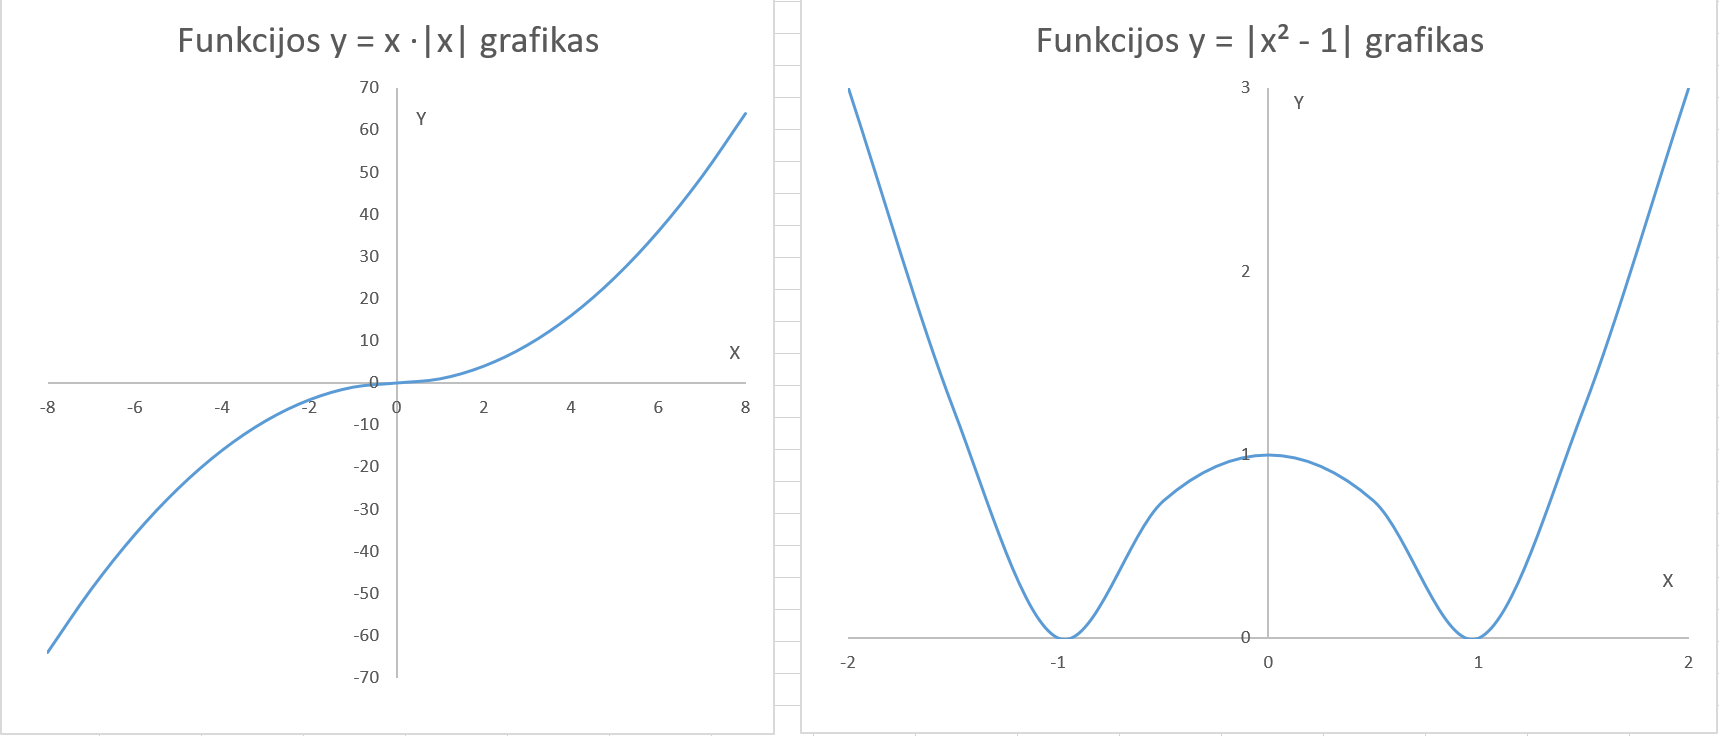 Funkcijos y = x ·|x| grafikas
70
Y
60
50
40
30
20
10
X
0
-8 -6 -4 -2 0 2 4 6 8
-10
-20
-30
-40
-50
-60
-70
Funkcijos y = |x² - 1| grafikas
3
Y
2
1
X
0
-2 -1 0 1 2